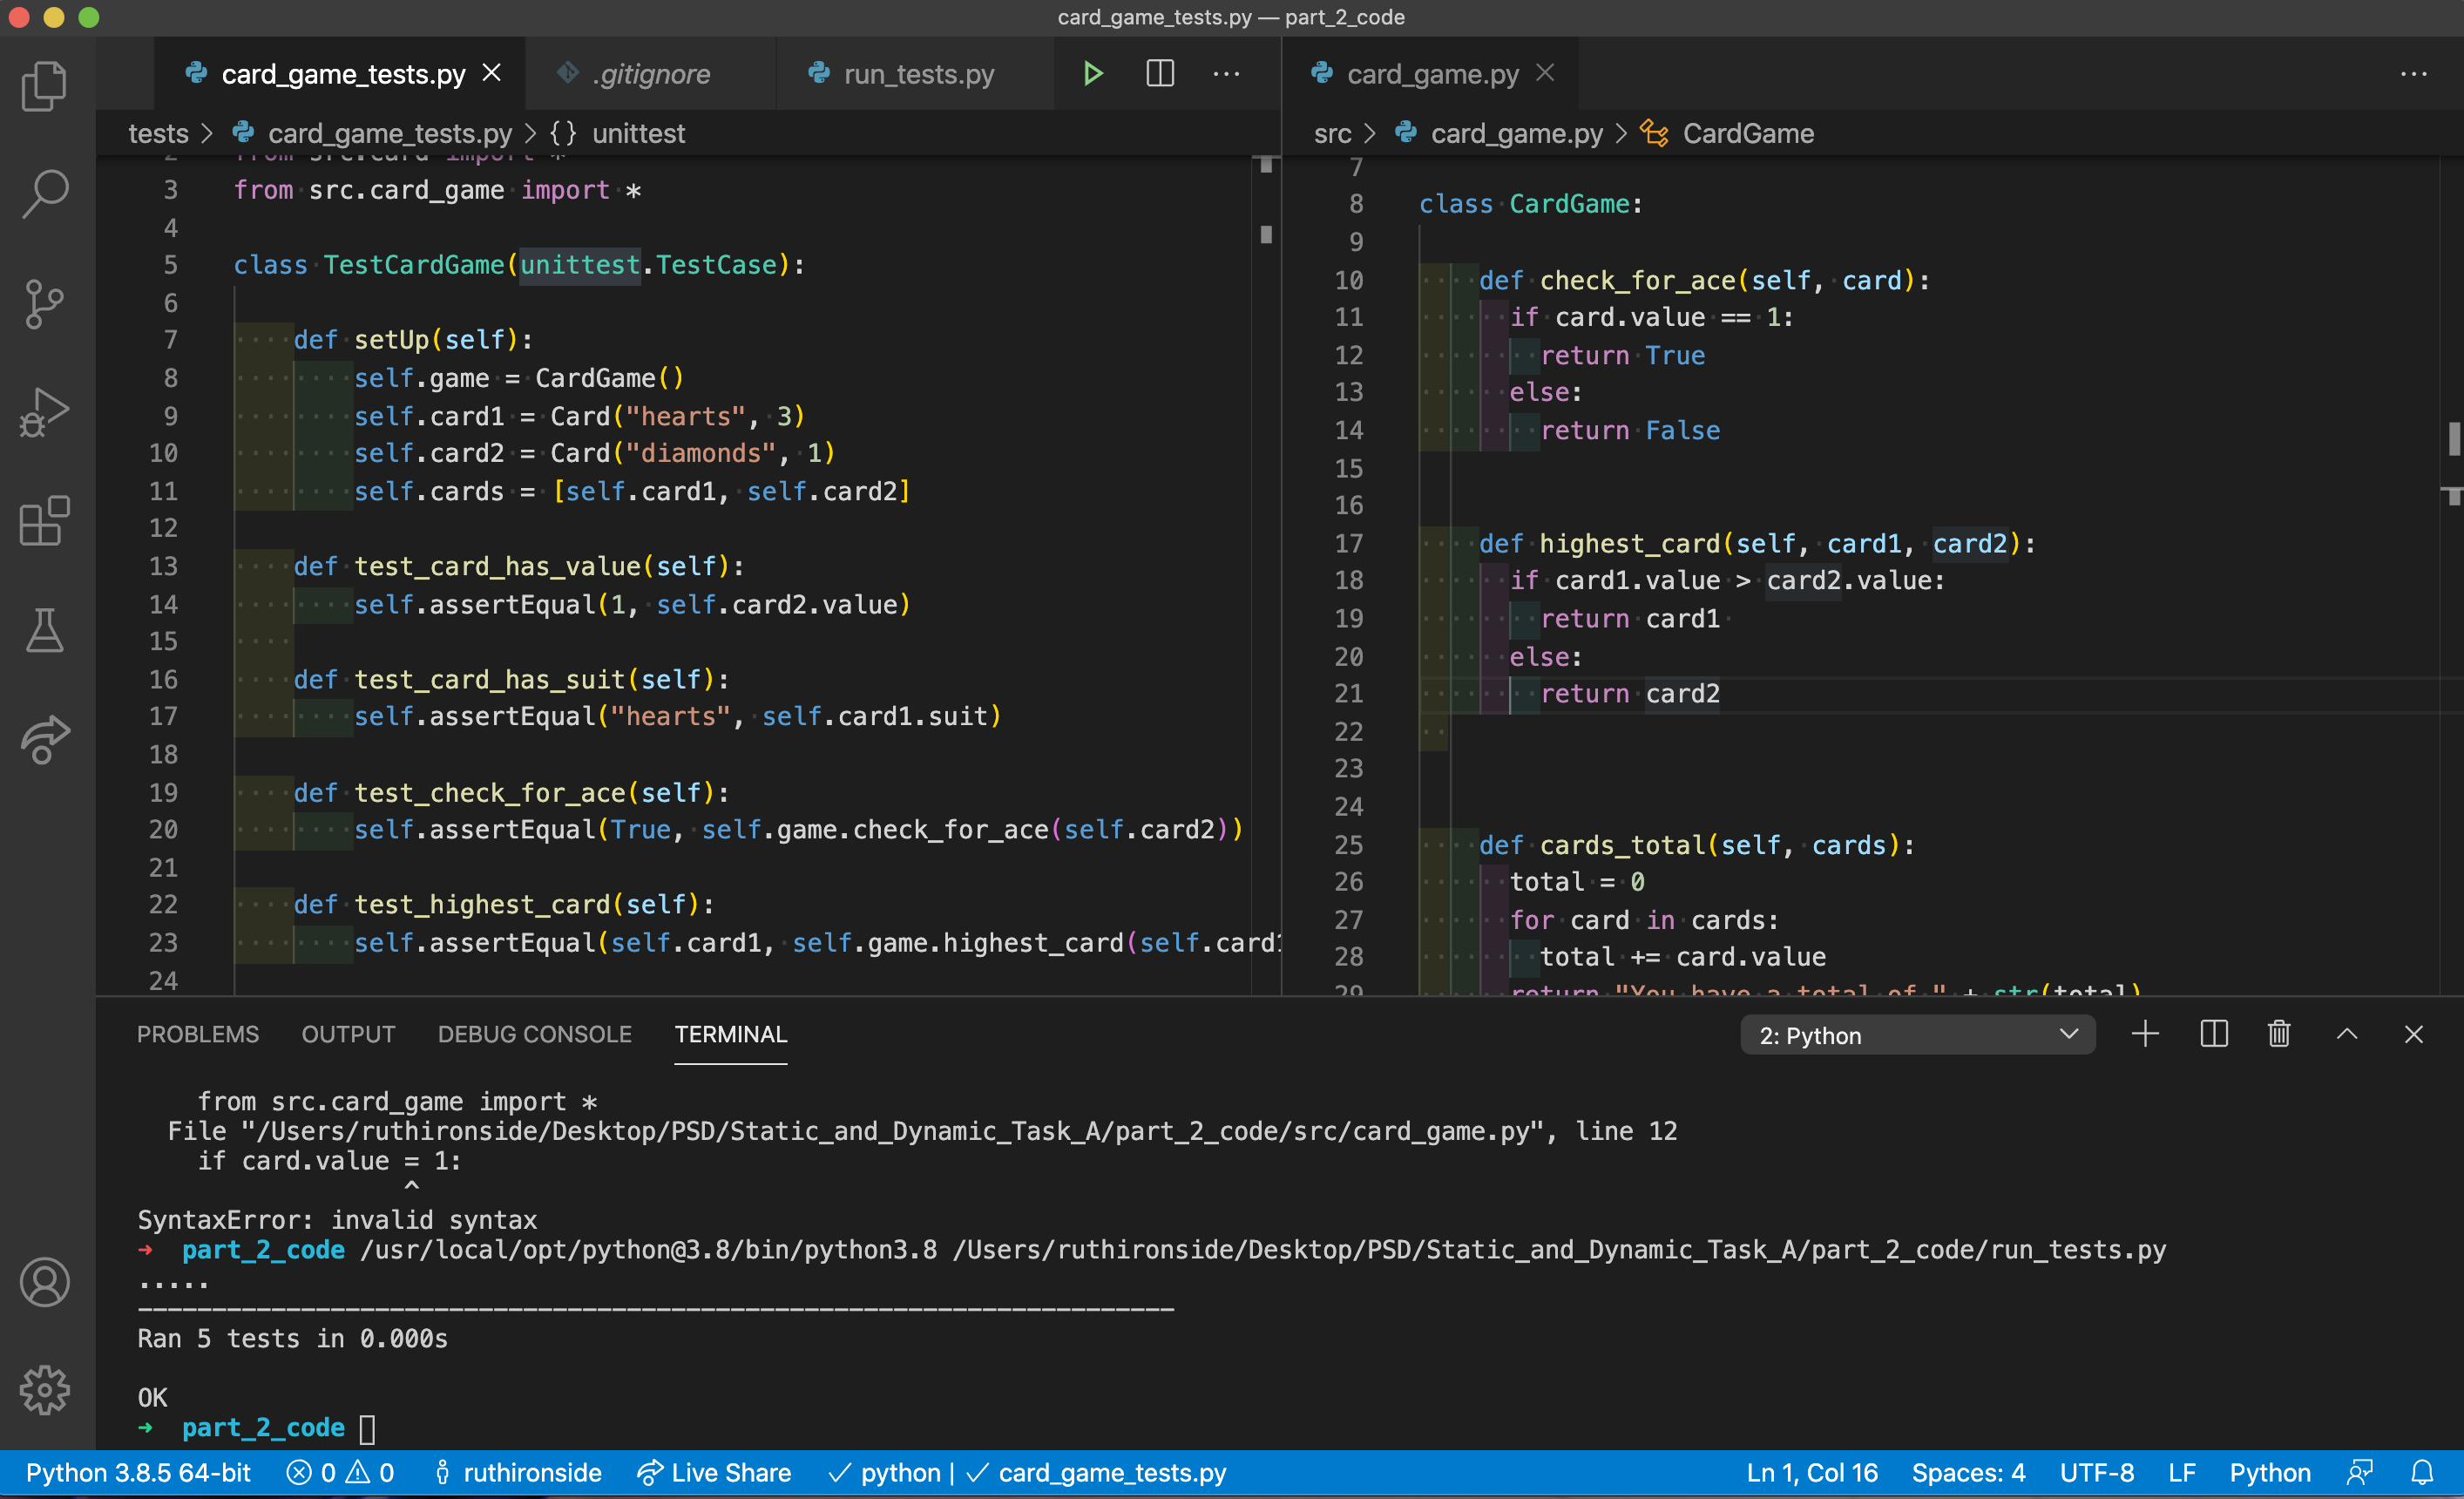 card_game_tests.py — part_2_code
card_game_tests.py
.gitignore
run_tests.py
tests > card_game_tests.py > {} unittest
2 from src.card import *
3 from src.card_game import *
4
5 class TestCardGame(unittest.TestCase):
6
7 def setUp(self):
8 self.game = CardGame()
9 self.card1 = Card("hearts", 3)
10 self.card2 = Card("diamonds", 1)
11 self.cards = [self.card1, self.card2]
12
13 def test_card_has_value(self):
14 self.assertEqual(1, self.card2.value)
15
16 def test_card_has_suit(self):
17 self.assertEqual("hearts", self.card1.suit)
18
19 def test_check_for_ace(self):
20 self.assertEqual(True, self.game.check_for_ace(self.card2))
21
22 def test_highest_card(self):
23 self.assertEqual(self.card1, self.game.highest_card(self.card1
24
card_game.py
src > card_game.py > CardGame
7
8 class CardGame:
9
10 def check_for_ace(self, card):
11 if card.value == 1:
12 return True
13 else:
14 return False
15
16
17 def highest_card(self, card1, card2):
18 if card1.value > card2.value:
19 return card1
20 else:
21 return card2
22
23
24
25 def cards_total(self, cards):
26 total = 0
27 for card in cards:
28 total += card.value
29 return "You have a total of " + str(total)
PROBLEMS OUTPUT DEBUG CONSOLE TERMINAL
2: Python
from src.card_game import *
File "/Users/ruthironside/Desktop/PSD/Static_and_Dynamic_Task_A/part_2_code/src/card_game.py", line 12
if card.value = 1:
^
SyntaxError: invalid syntax
➜ part_2_code /usr/local/opt/python@3.8/bin/python3.8 /Users/ruthironside/Desktop/PSD/Static_and_Dynamic_Task_A/part_2_code/run_tests.py
.....
----------------------------------------------------------------------
Ran 5 tests in 0.000s
OK
➜ part_2_code
Python 3.8.5 64-bit 0 0 ruthironside Live Share python | card_game_tests.py Ln 1, Col 16 Spaces: 4 UTF-8 LF Python